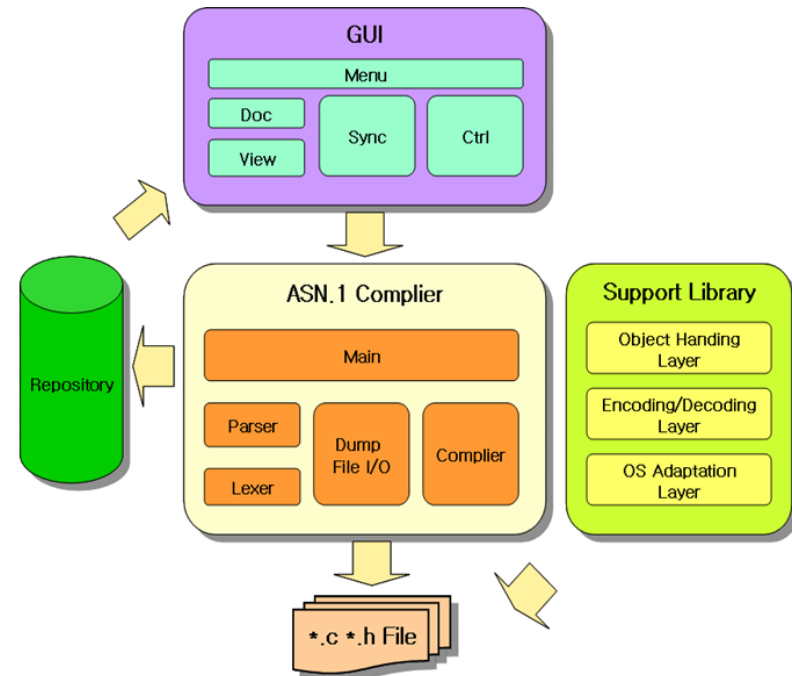 GUI
Menu
Doc
View
Sync
Ctrl
Repository
ASN.1 Complier
Main
Parser
Lexer
Dump
File I/O
Complier
Support Library
Object Handing
Layer
Encoding/Decoding
Layer
OS Adaptation
Layer
*.c *.h File